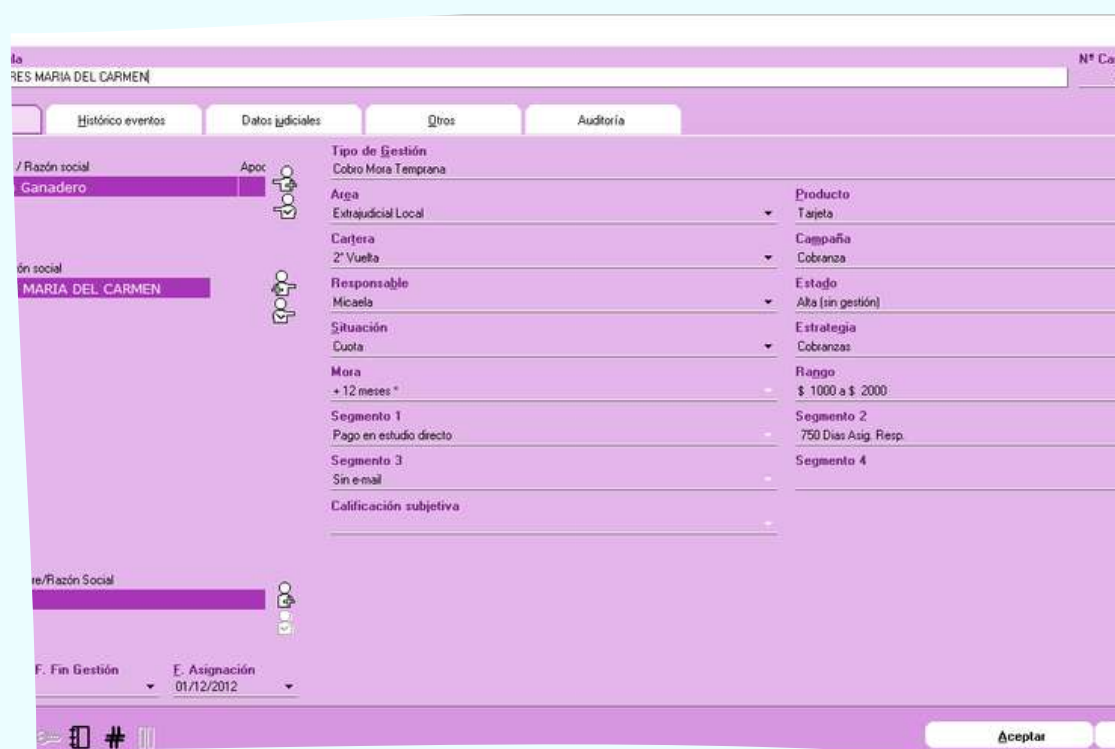 la
RES MARIA DEL CARMEN
Nº Ca
Histórico eventos
Datos judiciales
Otros
Auditoría
/ Razón social
Apoc
Ganadero
ón social
MARIA DEL CARMEN
Tipo de Gestión
Cobro Mora Temprana
Area
Extrajudicial Local
Producto
Tarjeta
Cartera
2° Vuelta
Campaña
Cobranza
Responsable
Micaela
Estado
Alta (sin gestión)
Situación
Cuota
Estrategia
Cobranzas
Mora
+ 12 meses *
Rango
$ 1000 a $ 2000
Segmento 1
Pago en estudio directo
Segmento 2
750 Dias Asig. Resp.
Segmento 3
Sin e-mail
Segmento 4
Calificación subjetiva
re/Razón Social
F. Fin Gestión
F. Asignación
01/12/2012
#
Aceptar